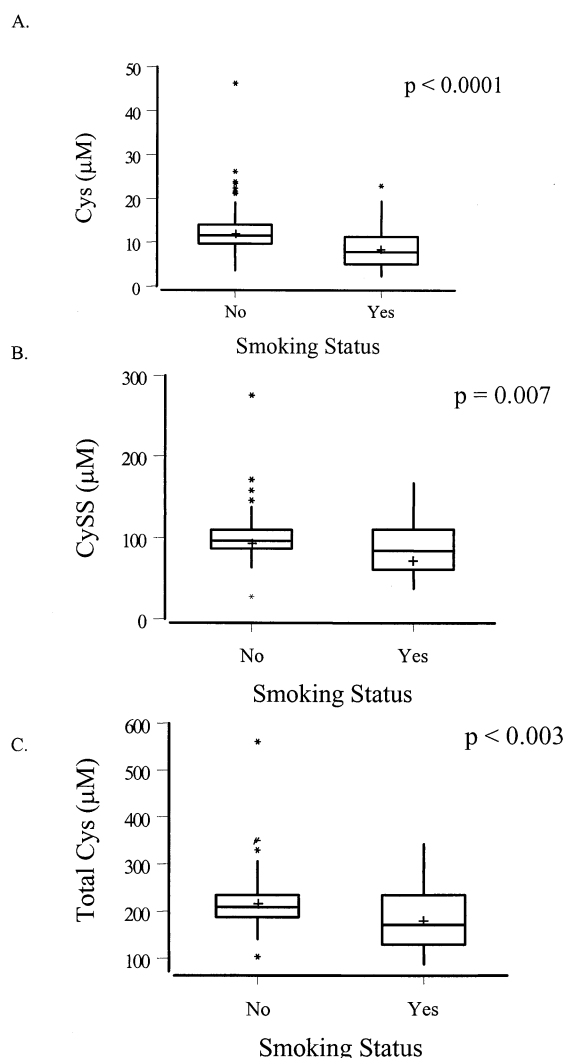 A.
50
p < 0.0001
40
30
20
10
0
Cys (μM)
No Yes
Smoking Status
B.
300
p = 0.007
200
100
0
CySS (μM)
No Yes
Smoking Status
C.
600
p < 0.003
500
400
300
200
100
Total Cys (μM)
No Yes
Smoking Status